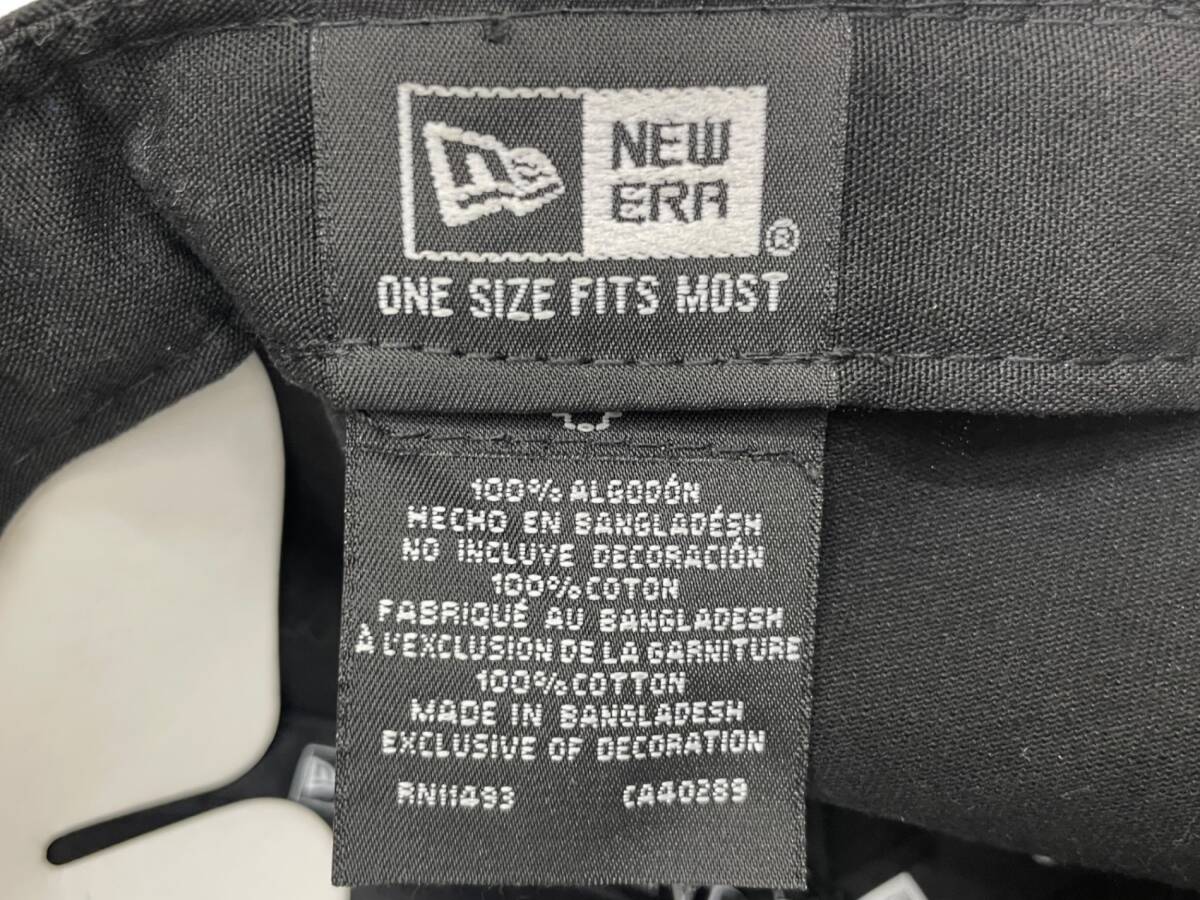 NEW
ERA
®
ONE SIZE FITS MOST
100% ALGODÓN
HECHO EN BANGLADÉSH
NO INCLUYE DECORACIÓN
100% COTON
FABRIQUÉ AU BANGLADESH
À L'EXCLUSION DE LA GARNITURE
100% COTTON
MADE IN BANGLADESH
EXCLUSIVE OF DECORATION
RN11493 CA40289